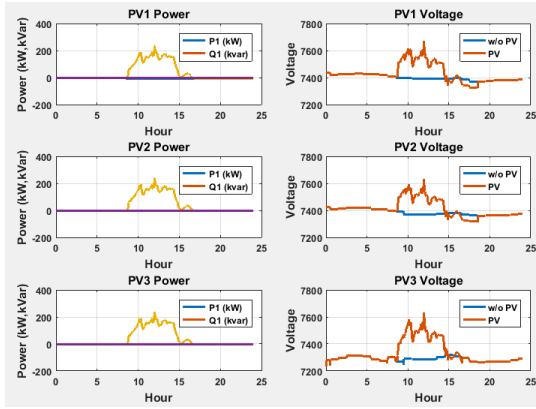 PV1 Power
PV1 Voltage
Power (kW,kVar)
400
200
0
-200
P1 (kW)
Q1 (kvar)
0 5 10 15 20 25
Hour
Voltage
7800
7600
7400
7200
w/o PV
PV
0 5 10 15 20 25
Hour
PV2 Power
PV2 Voltage
Power (kW,kVar)
400
200
0
-200
P1 (kW)
Q1 (kvar)
0 5 10 15 20 25
Hour
Voltage
7800
7600
7400
7200
w/o PV
PV
0 5 10 15 20 25
Hour
PV3 Power
PV3 Voltage
Power (kW,kVar)
400
200
0
-200
P1 (kW)
Q1 (kvar)
0 5 10 15 20 25
Hour
Voltage
7800
7600
7400
7200
w/o PV
PV
0 5 10 15 20 25
Hour